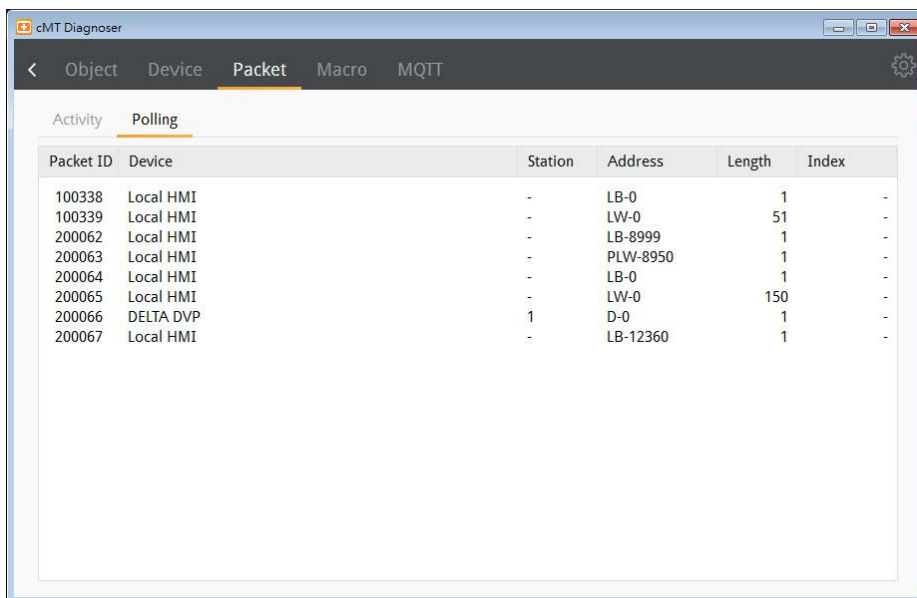 cMT Diagnoser
Object Device Packet Macro MQTT
Activity Polling
Packet ID Device Station Address Length Index
100338 Local HMI - LB-0 1 -
100339 Local HMI - LW-0 51 -
200062 Local HMI - LB-8999 1 -
200063 Local HMI - PLW-8950 1 -
200064 Local HMI - LB-0 1 -
200065 Local HMI - LW-0 150 -
200066 DELTA DVP 1 D-0 1 -
200067 Local HMI - LB-12360 1 -